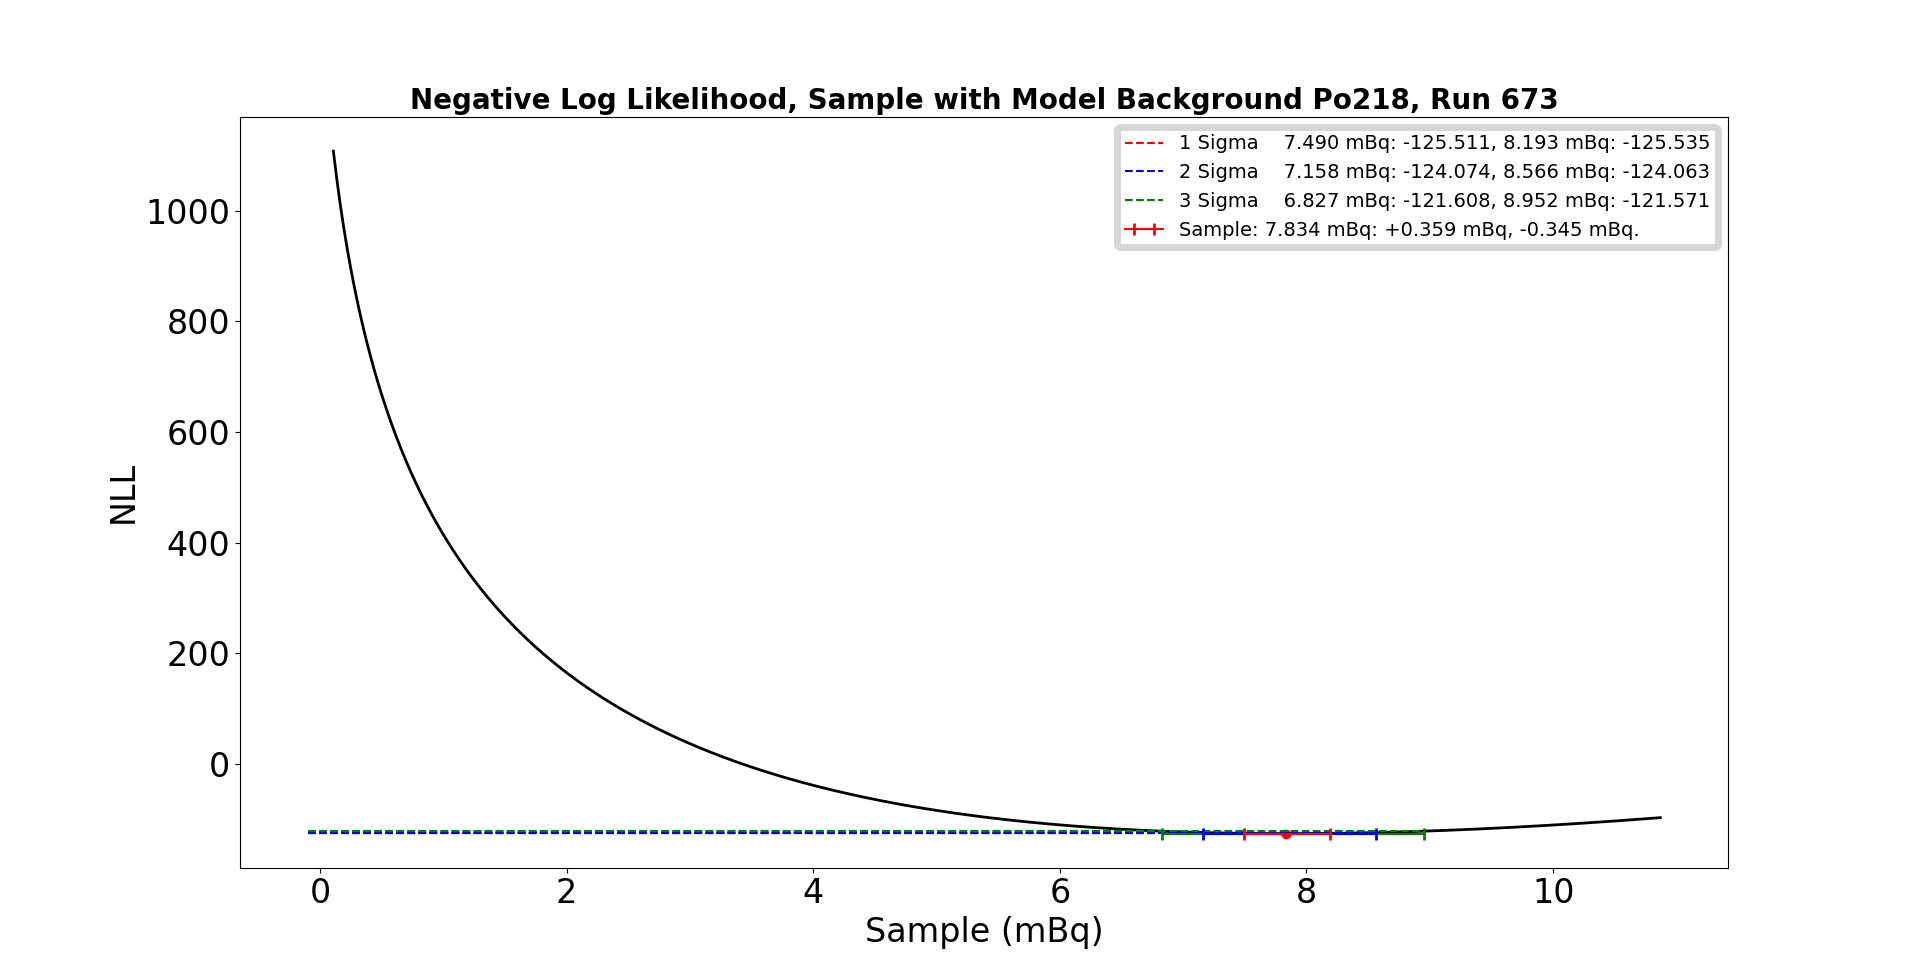 Negative Log Likelihood, Sample with Model Background Po218, Run 673
1 Sigma    7.490 mBq: -125.511, 8.193 mBq: -125.535
2 Sigma    7.158 mBq: -124.074, 8.566 mBq: -124.063
3 Sigma    6.827 mBq: -121.608, 8.952 mBq: -121.571
Sample: 7.834 mBq: +0.359 mBq, -0.345 mBq.
1000
800
600
400
200
0
NLL
0 2 4 6 8 10
Sample (mBq)